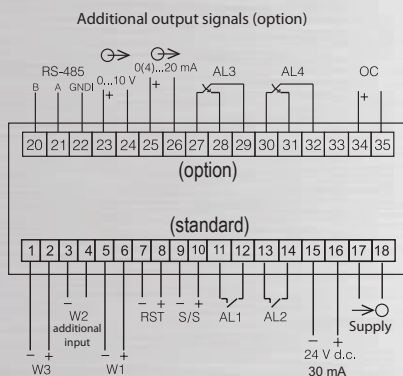 Additional output signals (option)
0...10 V
0(4)...20 mA
RS-485
AL3
AL4
OC
B A GND
+
+
+
20 21 22 23 24 25 26 27 28 29 30 31 32 33 34 35
(option)
(standard)
1 2 3 4 5 6 7 8 9 10 11 12 13 14 15 16 17 18
−
W2
additional
input
− +
RST
− +
S/S
AL1
AL2
Supply
− +
W3
− +
W1
− +
24 V d.c.
30 mA